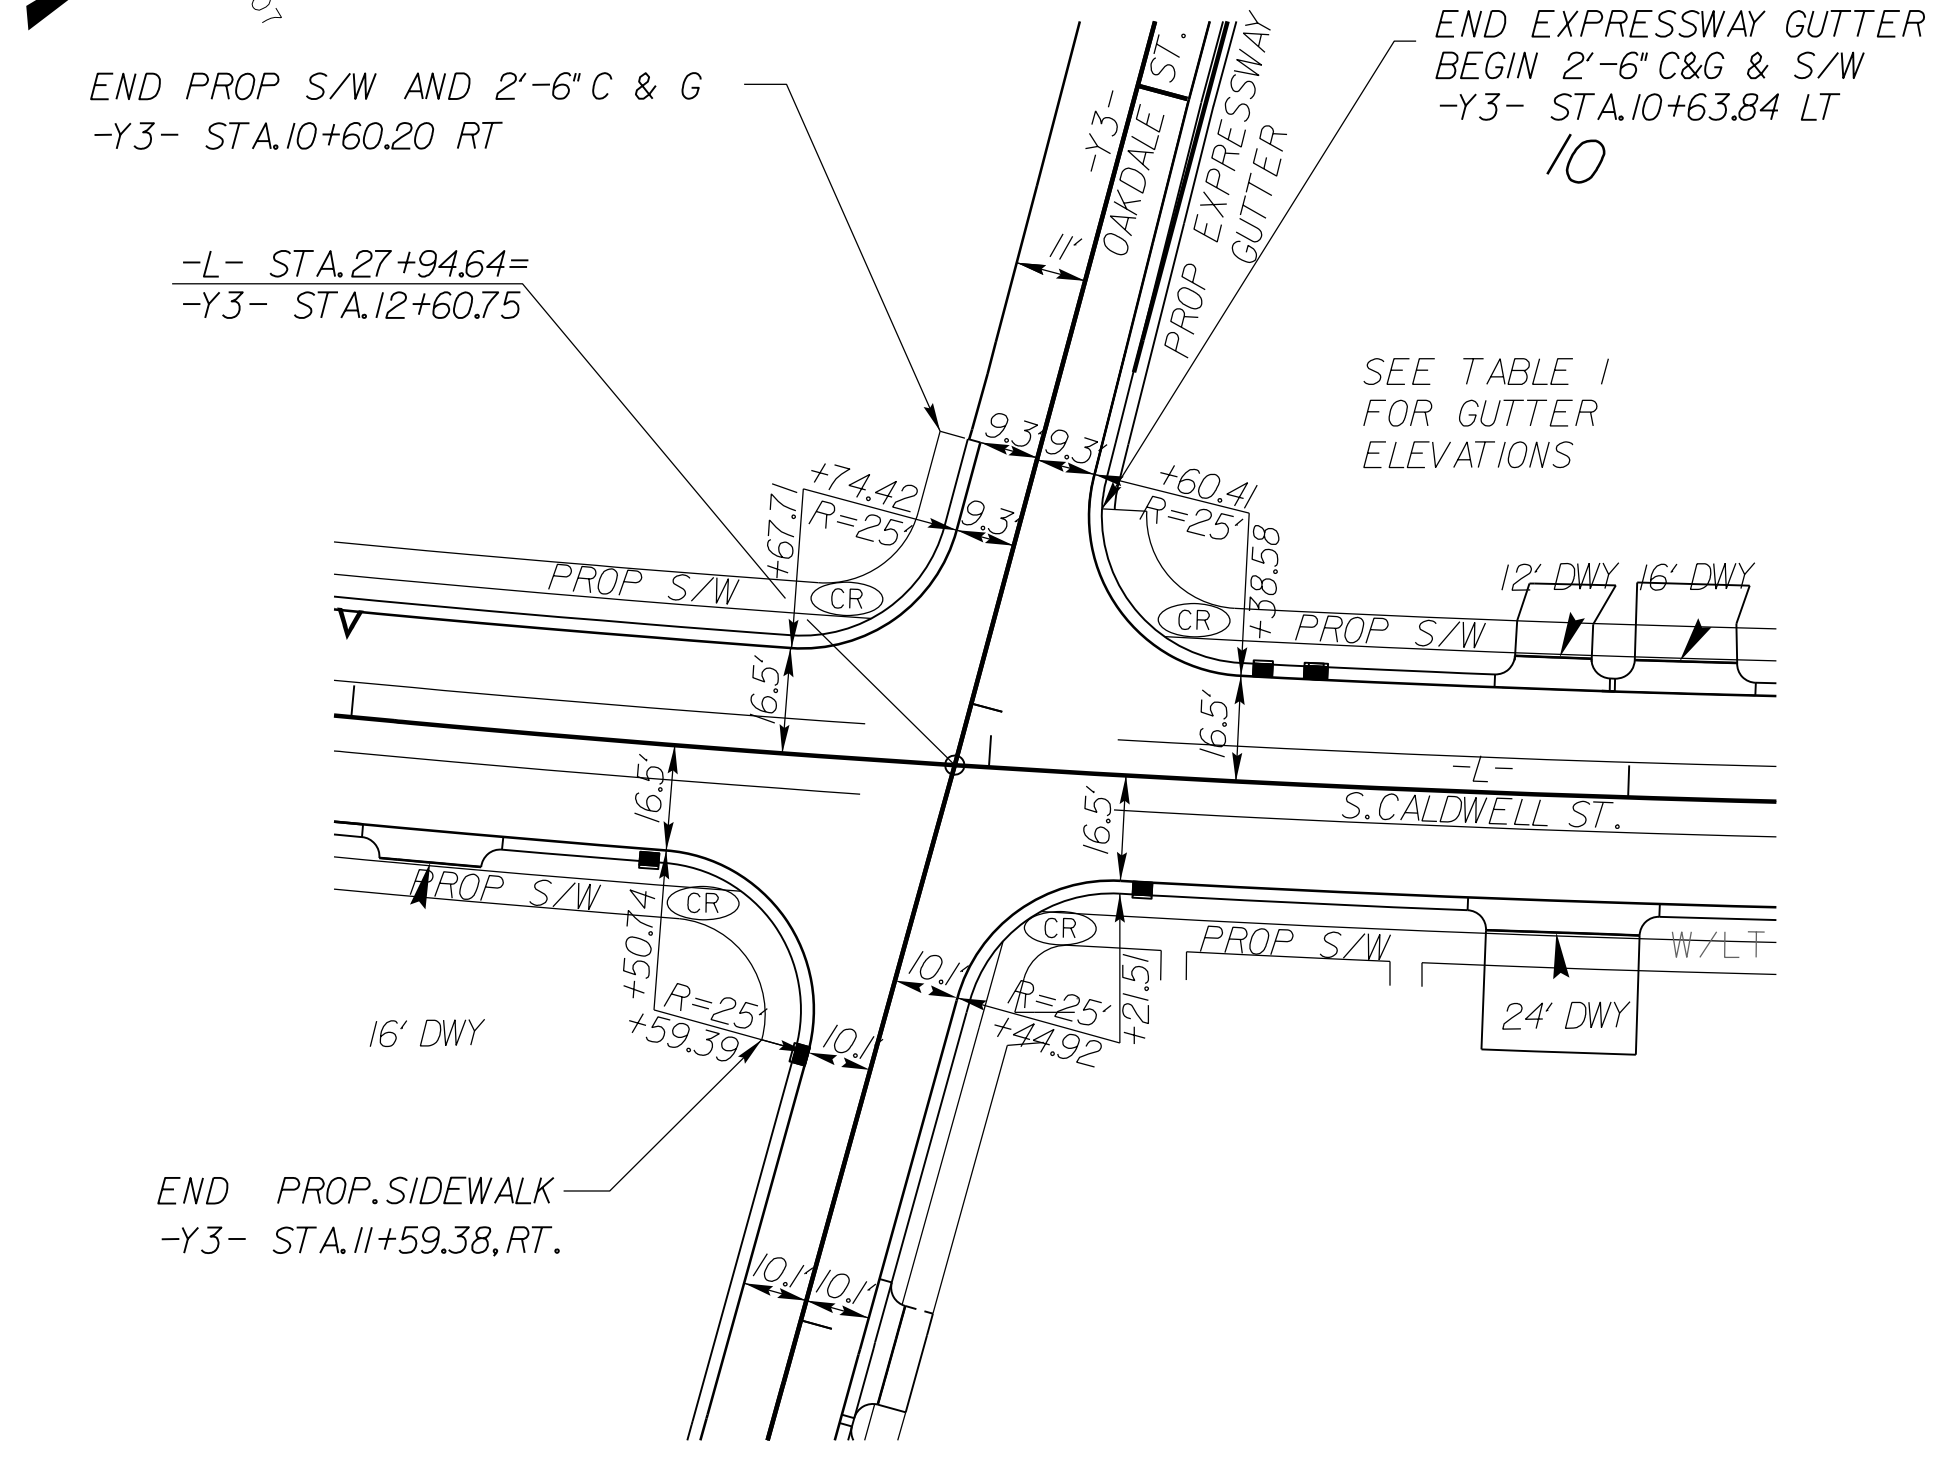 07
END PROP S/W AND 2'-6" C & G
-Y3- STA.10+60.20 RT
-L- STA.27+94.64=
-Y3- STA.12+60.75
-Y3-
OAKDALE ST.
PROP EXPRESSWAY
GUTTER
END EXPRESSWAY GUTTER
BEGIN 2'-6" C&G & S/W
-Y3- STA.10+63.84 LT
10
11'
SEE TABLE 1
FOR GUTTER
ELEVATIONS
9.3'
9.3'
+74.42
R=25'
+67.71
9.3'
+60.41
R=25'
+38.58
PROP S/W
CR
CR
PROP S/W
12' DWY
16' DWY
16.5'
16.5'
16.5'
16.5'
-L-
S.CALDWELL ST.
PROP S/W
CR
+50.74
R=25'
+59.39
10.1'
16' DWY
CR
PROP S/W
W/LT
10.1'
R=25'
+44.92
+21.51
24' DWY
END PROP.SIDEWALK
-Y3- STA.11+59.38,RT.
10.1'
10.1'